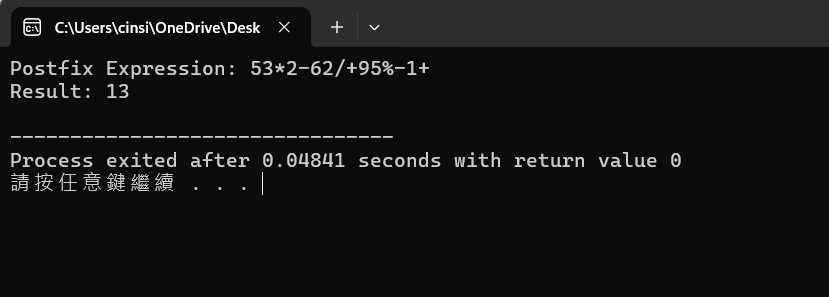 C:\Users\cinsi\OneDrive\Desk
Postfix Expression: 53*2-62/+95%-1+
Result: 13
--------------------------------
Process exited after 0.04841 seconds with return value 0
請按任意鍵繼續 . . .